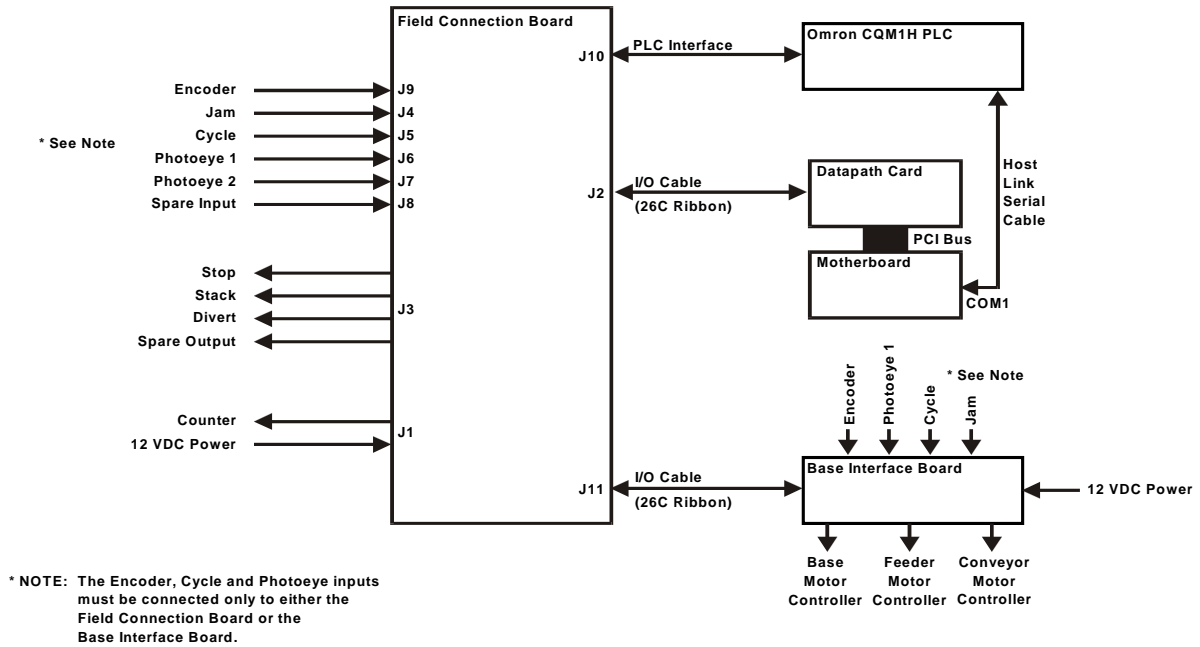 Field Connection Board
J10
PLC Interface
Omron CQM1H PLC
Encoder
J9
Jam
J4
Cycle
J5
* See Note
Photoeye 1
J6
Photoeye 2
J7
Spare Input
J8
J2
I/O Cable
(26C Ribbon)
Datapath Card
PCI Bus
Motherboard
COM1
Host
Link
Serial
Cable
Stop
Stack
J3
Divert
Spare Output
Counter
J1
12 VDC Power
Encoder
Photoeye 1
Cycle
Jam
* See Note
J11
I/O Cable
(26C Ribbon)
Base Interface Board
12 VDC Power
Base
Motor
Controller
Feeder
Motor
Controller
Conveyor
Motor
Controller
* NOTE: The Encoder, Cycle and Photoeye inputs
must be connected only to either the
Field Connection Board or the
Base Interface Board.